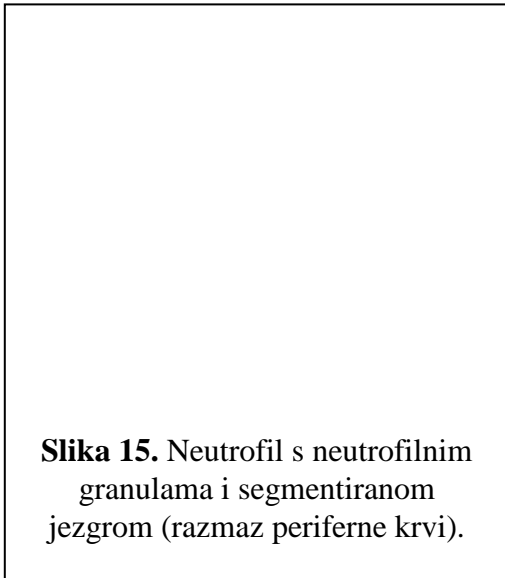 Slika 15. Neutrofil s neutrofilnim
granulama i segmentiranom
jezgrom (razmaz periferne krvi).